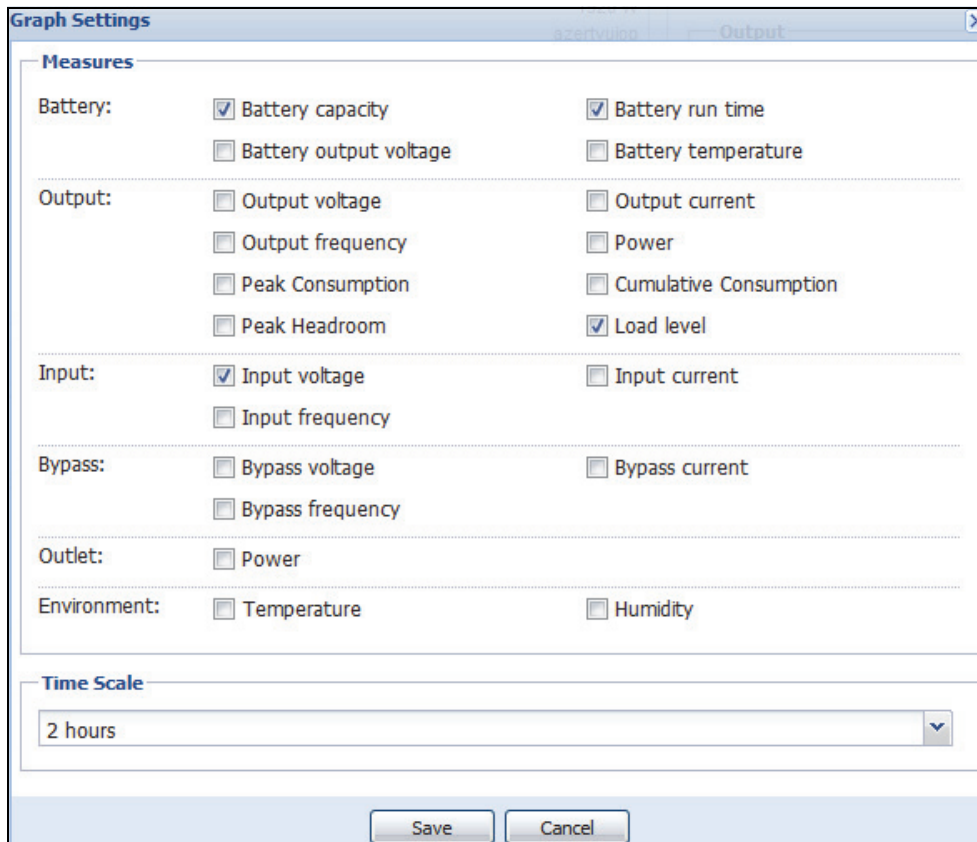 Graph Settings
Output
Measures
Battery: Battery capacity Battery run time
Battery output voltage Battery temperature
Output: Output voltage Output current
Output frequency Power
Peak Consumption Cumulative Consumption
Peak Headroom Load level
Input: Input voltage Input current
Input frequency
Bypass: Bypass voltage Bypass current
Bypass frequency
Outlet: Power
Environment: Temperature Humidity
Time Scale
2 hours
Save Cancel